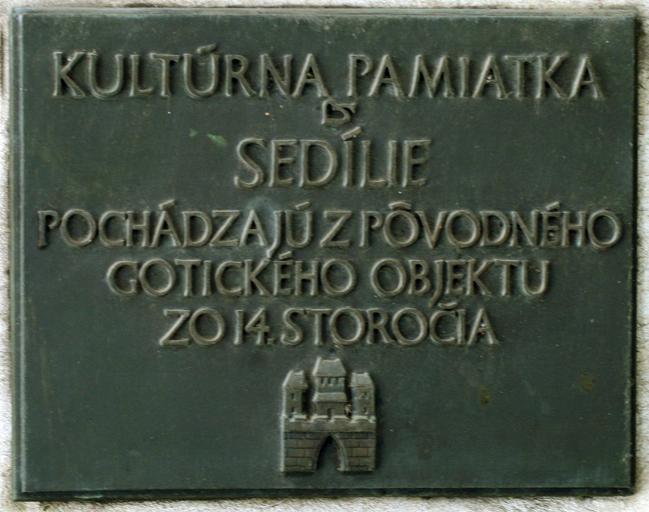 KULTÚRNA PAMIATKA
SEDÍLIE
POCHÁDZAJÚ Z PÔVODNÉHO
GOTICKÉHO OBJEKTU
ZO 14. STOROČIA